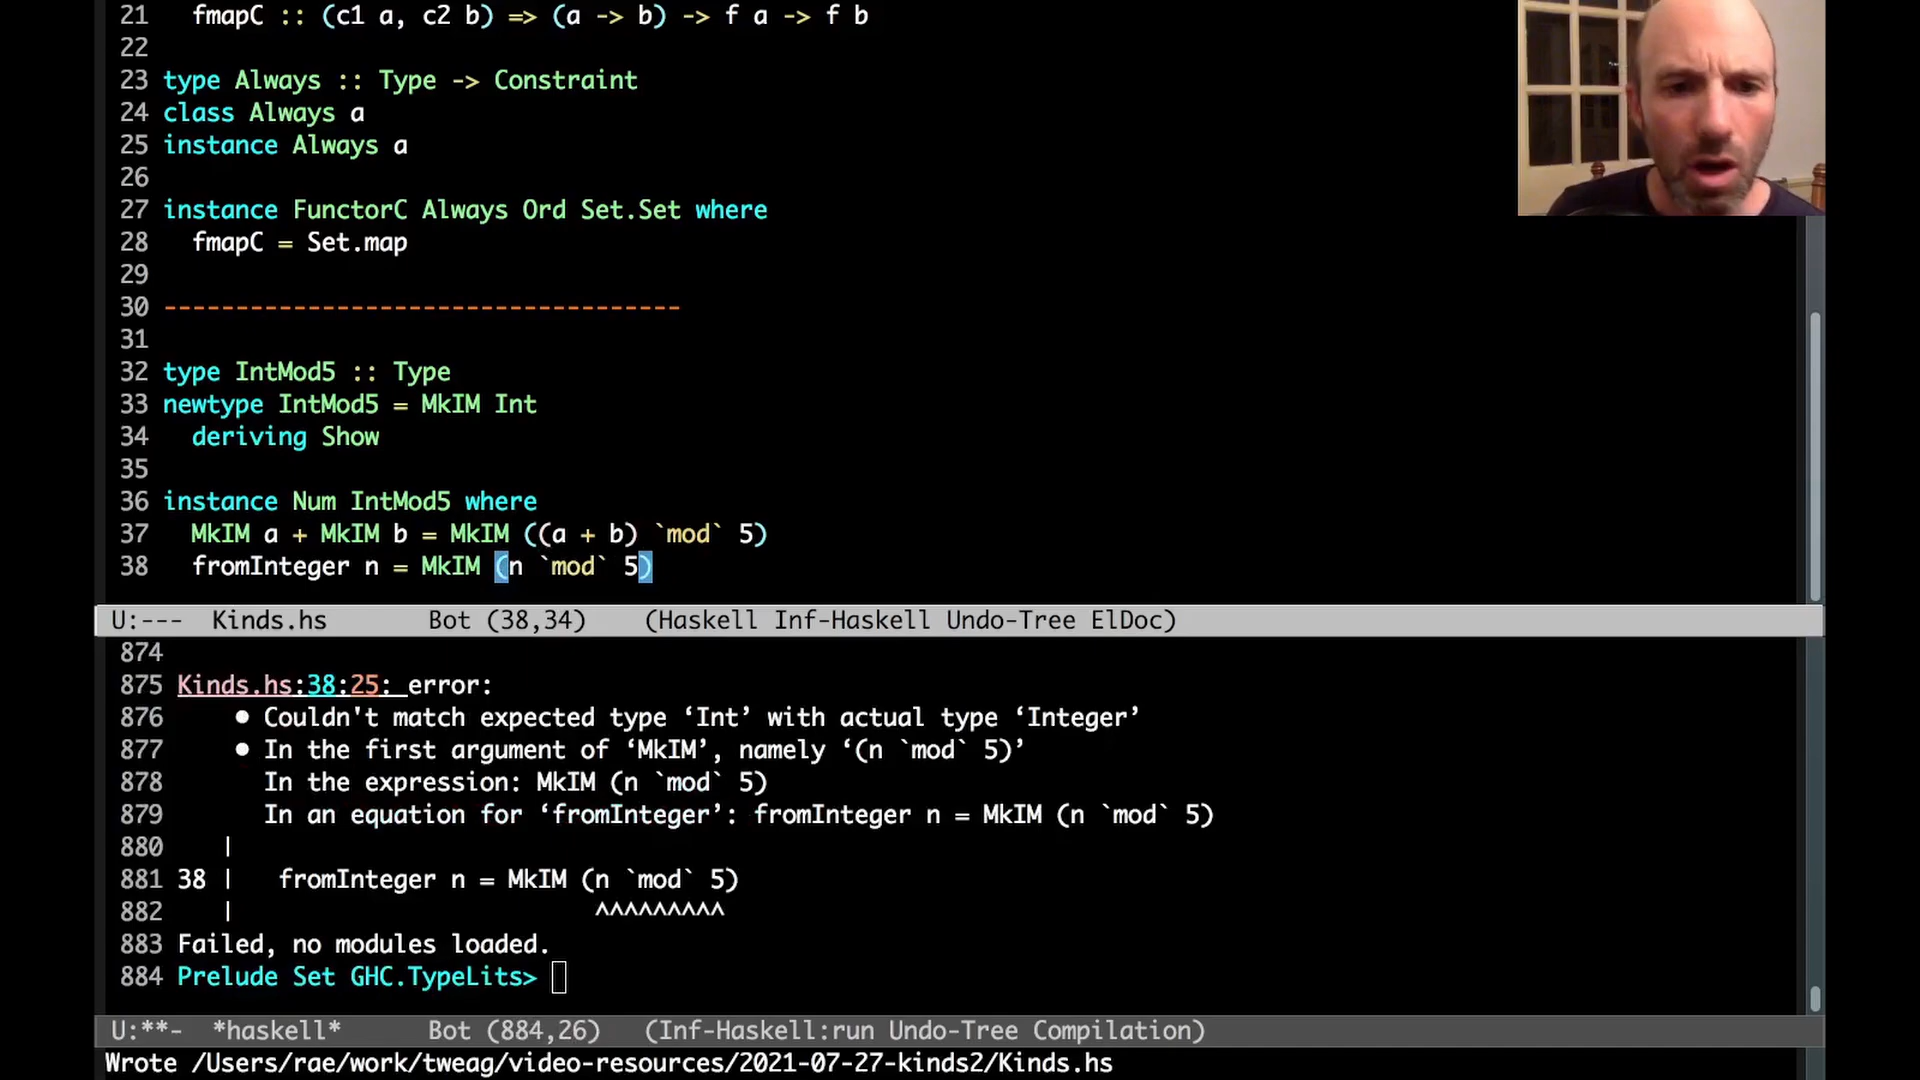 21   fmapC :: (c1 a, c2 b) => (a -> b) -> f a -> f b
22
23 type Always :: Type -> Constraint
24 class Always a
25 instance Always a
26
27 instance FunctorC Always Ord Set.Set where
28   fmapC = Set.map
29
30 ------------------------------------
31
32 type IntMod5 :: Type
33 newtype IntMod5 = MkIM Int
34   deriving Show
35
36 instance Num IntMod5 where
37   MkIM a + MkIM b = MkIM ((a + b) `mod` 5)
38   fromInteger n = MkIM (n `mod` 5)
U:---  Kinds.hs       Bot (38,34)    (Haskell Inf-Haskell Undo-Tree ElDoc)
874
875 Kinds.hs:38:25: error:
876     • Couldn't match expected type ‘Int’ with actual type ‘Integer’
877     • In the first argument of ‘MkIM’, namely ‘(n `mod` 5)’
878       In the expression: MkIM (n `mod` 5)
879       In an equation for ‘fromInteger’: fromInteger n = MkIM (n `mod` 5)
880    |
881 38 |   fromInteger n = MkIM (n `mod` 5)
882    |                         ^^^^^^^^^
883 Failed, no modules loaded.
884 Prelude Set GHC.TypeLits>
U:**-  *haskell*      Bot (884,26)   (Inf-Haskell:run Undo-Tree Compilation)
Wrote /Users/rae/work/tweag/video-resources/2021-07-27-kinds2/Kinds.hs